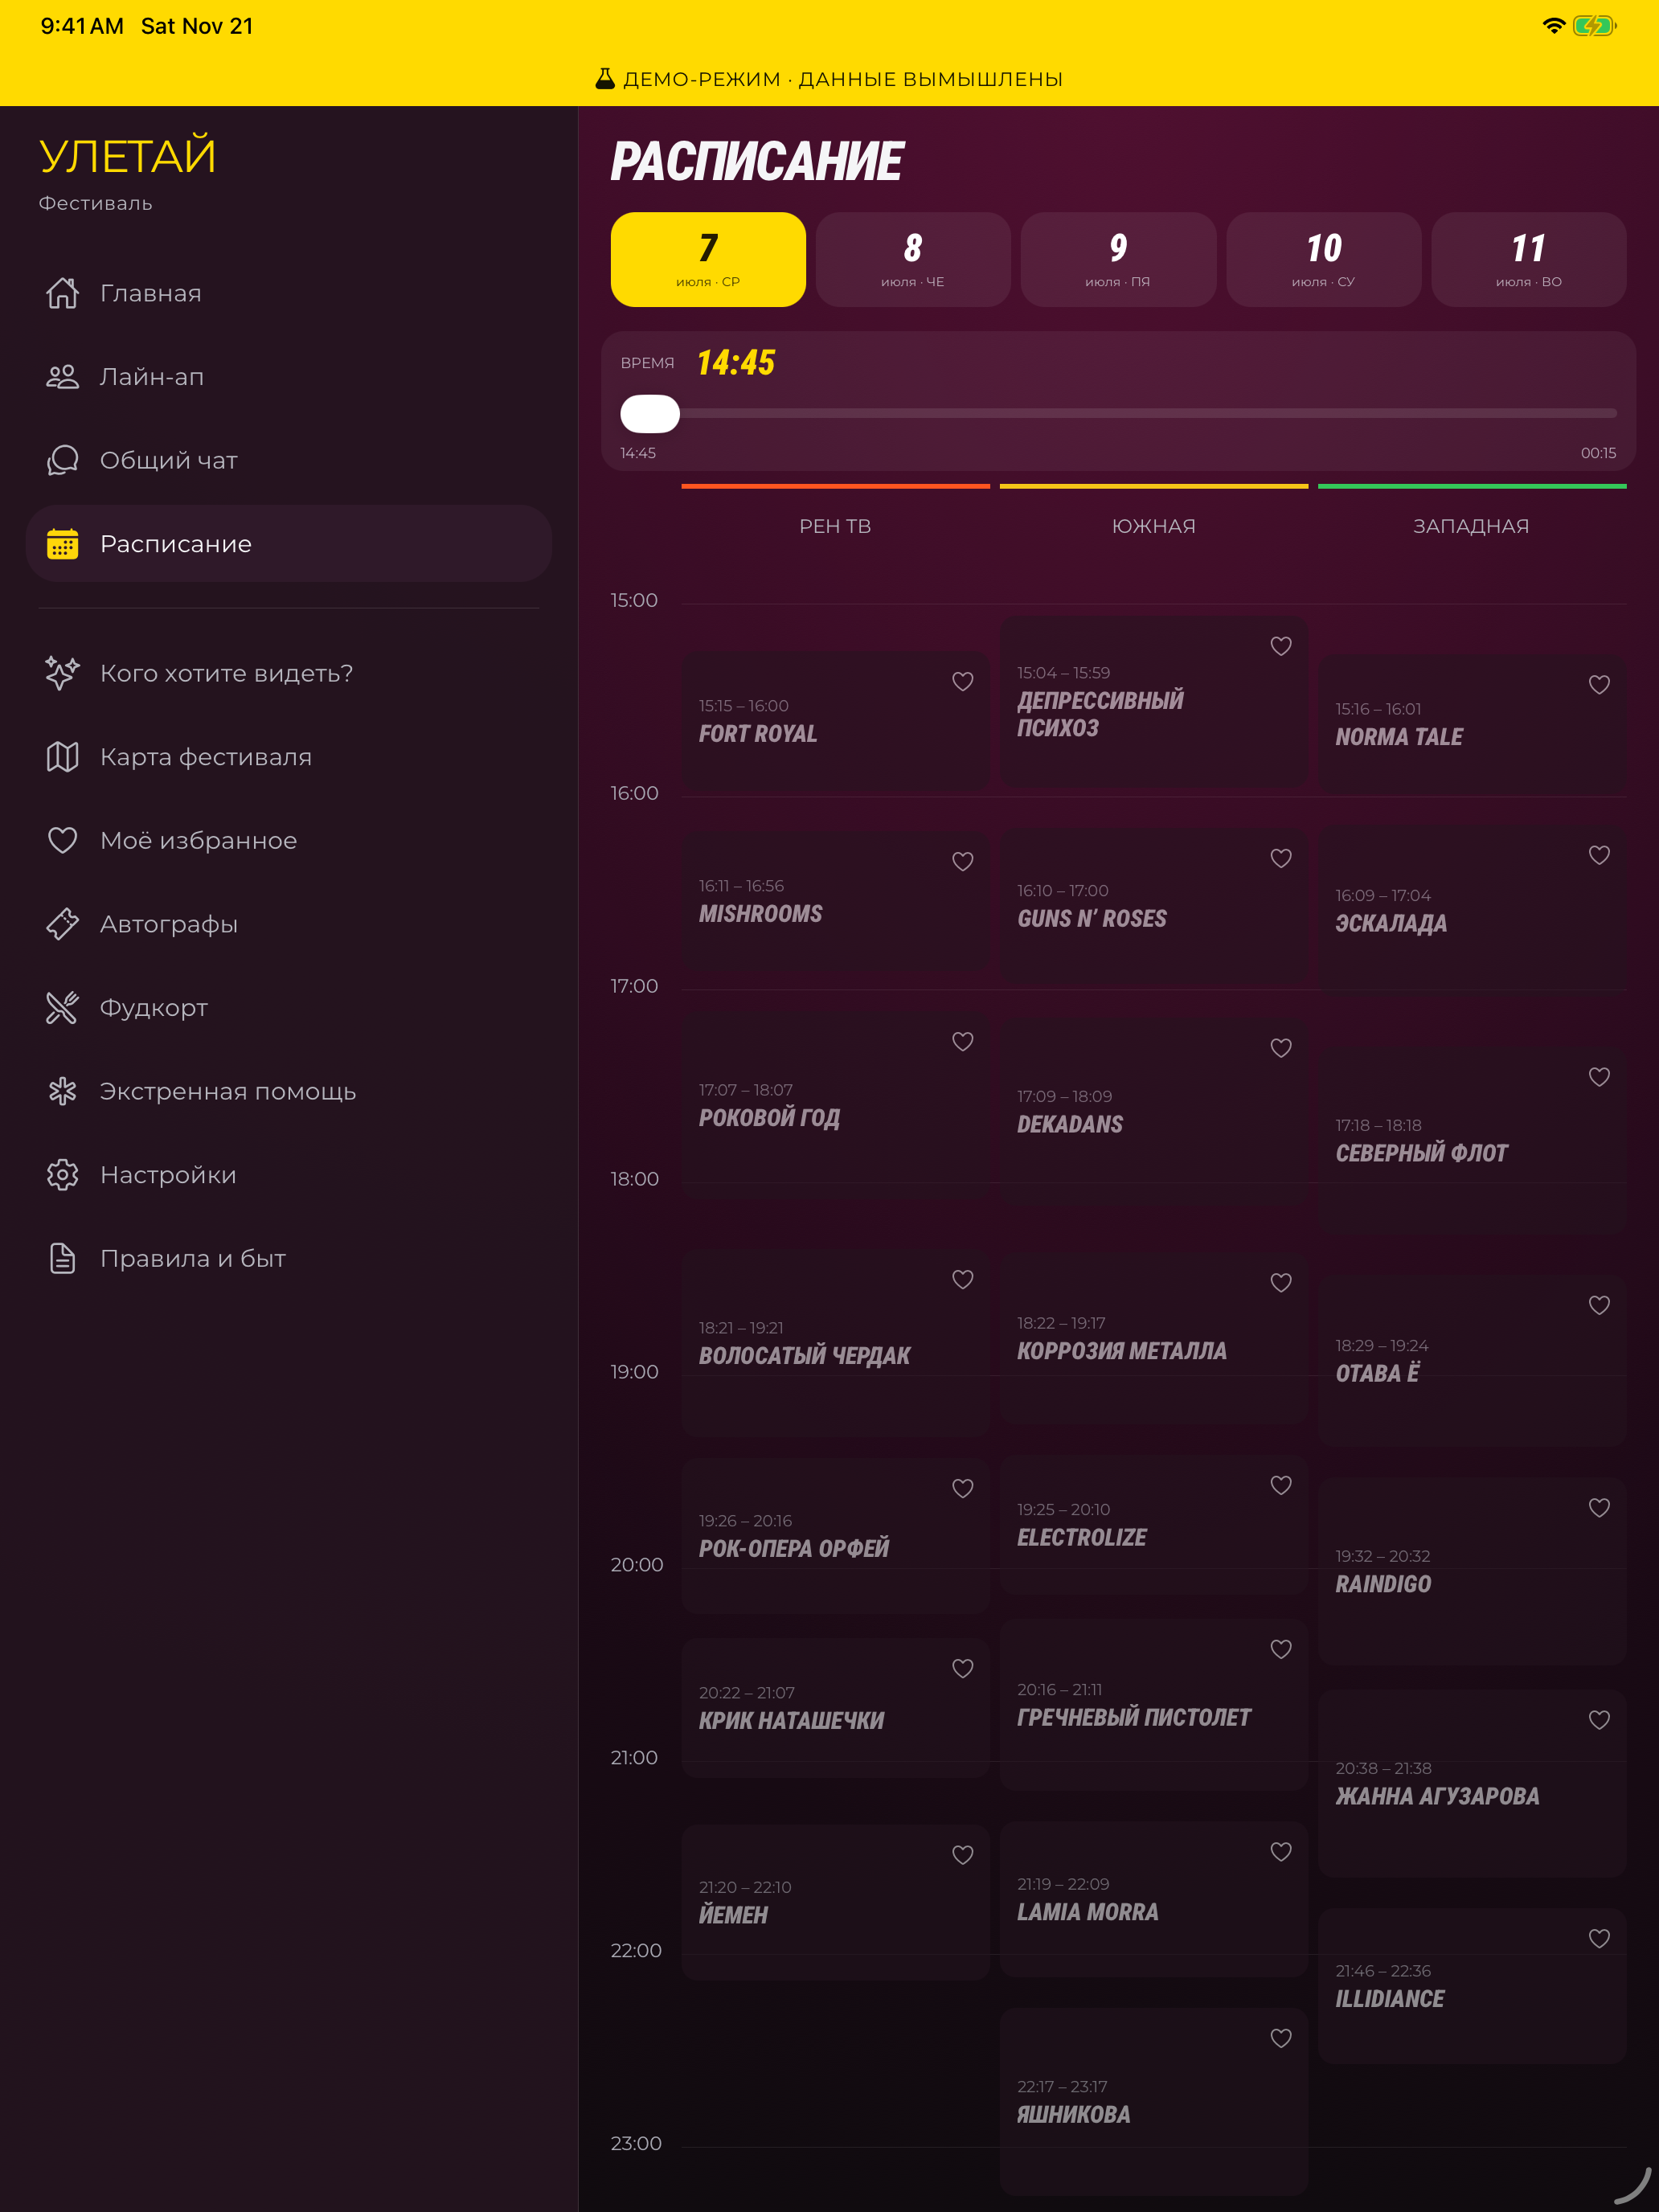 9:41 AM Sat Nov 21
ДЕМО-РЕЖИМ · ДАННЫЕ ВЫМЫШЛЕНЫ
УЛЕТАЙ
Фестиваль
Главная
Лайн-ап
Общий чат
Расписание
Кого хотите видеть?
Карта фестиваля
Моё избранное
Автографы
Фудкорт
Экстренная помощь
Настройки
Правила и быт
РАСПИСАНИЕ
7
июля · СР
8
июля · ЧЕ
9
июля · ПЯ
10
июля · СУ
11
июля · ВО
ВРЕМЯ 14:45
14:45 00:15
РЕН ТВ ЮЖНАЯ ЗАПАДНАЯ
15:00
15:04 – 15:59
ДЕПРЕССИВНЫЙ
ПСИХОЗ
15:15 – 16:00
FORT ROYAL
15:16 – 16:01
NORMA TALE
16:00
16:11 – 16:56
MISHROOMS
16:10 – 17:00
GUNS N’ ROSES
16:09 – 17:04
ЭСКАЛАДА
17:00
17:07 – 18:07
РОКОВОЙ ГОД
17:09 – 18:09
DEKADANS
17:18 – 18:18
СЕВЕРНЫЙ ФЛОТ
18:00
18:21 – 19:21
ВОЛОСАТЫЙ ЧЕРДАК
18:22 – 19:17
КОРРОЗИЯ МЕТАЛЛА
18:29 – 19:24
ОТАВА Ё
19:00
19:26 – 20:16
РОК-ОПЕРА ОРФЕЙ
19:25 – 20:10
ELECTROLIZE
19:32 – 20:32
RAINDIGO
20:00
20:22 – 21:07
КРИК НАТАШЕЧКИ
20:16 – 21:11
ГРЕЧНЕВЫЙ ПИСТОЛЕТ
20:38 – 21:38
ЖАННА АГУЗАРОВА
21:00
21:20 – 22:10
ЙЕМЕН
21:19 – 22:09
LAMIA MORRA
21:46 – 22:36
ILLIDIANCE
22:00
22:17 – 23:17
ЯШНИКОВА
23:00